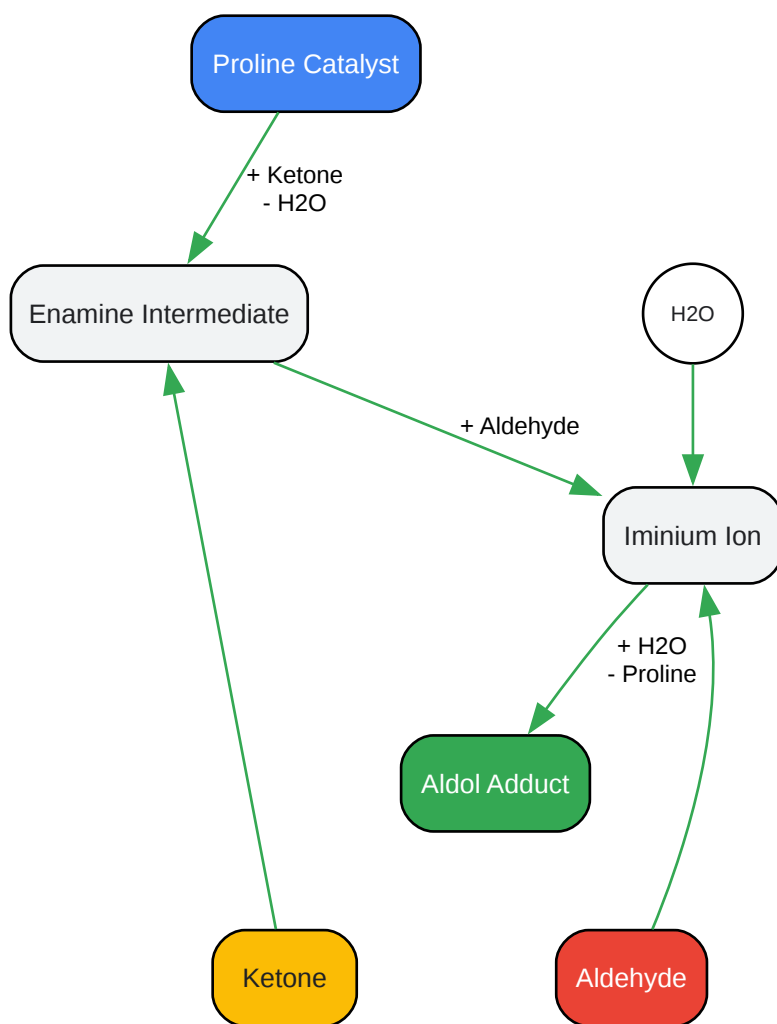 Proline Catalyst
+ Ketone
- H2O
Enamine Intermediate
H2O
+ Aldehyde
Iminium Ion
+ H2O
- Proline
Aldol Adduct
Ketone
Aldehyde